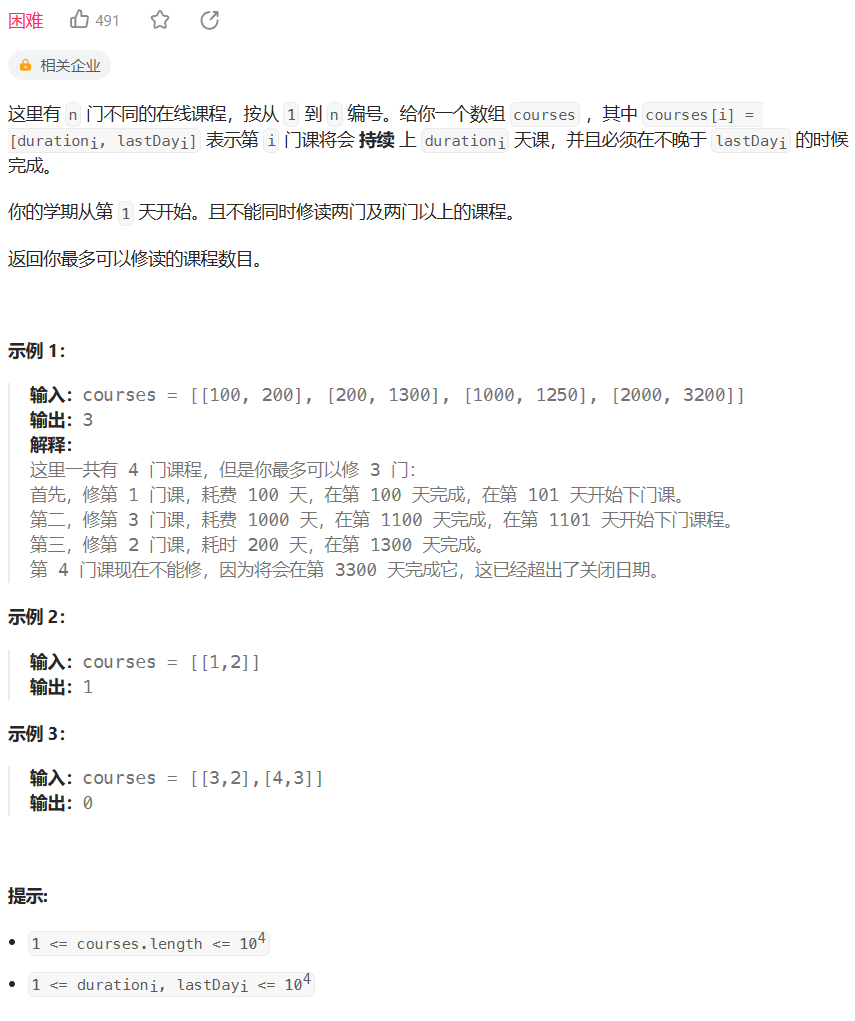 困难 491
相关企业
这里有 n 门不同的在线课程，按从 1 到 n 编号。给你一个数组 courses ，其中 courses[i] =
[durationi, lastDayi] 表示第 i 门课将会 持续 上 durationi 天课，并且必须在不晚于 lastDayi 的时候
完成。
你的学期从第 1 天开始。且不能同时修读两门及两门以上的课程。
返回你最多可以修读的课程数目。
示例 1：
输入：courses = [[100, 200], [200, 1300], [1000, 1250], [2000, 3200]]
输出：3
解释：
这里一共有 4 门课程，但是你最多可以修 3 门：
首先，修第 1 门课，耗费 100 天，在第 100 天完成，在第 101 天开始下门课。
第二，修第 3 门课，耗费 1000 天，在第 1100 天完成，在第 1101 天开始下门课程。
第三，修第 2 门课，耗时 200 天，在第 1300 天完成。
第 4 门课现在不能修，因为将会在第 3300 天完成它，这已经超出了关闭日期。
示例 2：
输入：courses = [[1,2]]
输出：1
示例 3：
输入：courses = [[3,2],[4,3]]
输出：0
提示:
• 1 <= courses.length <= 10⁴
• 1 <= durationi, lastDayi <= 10⁴